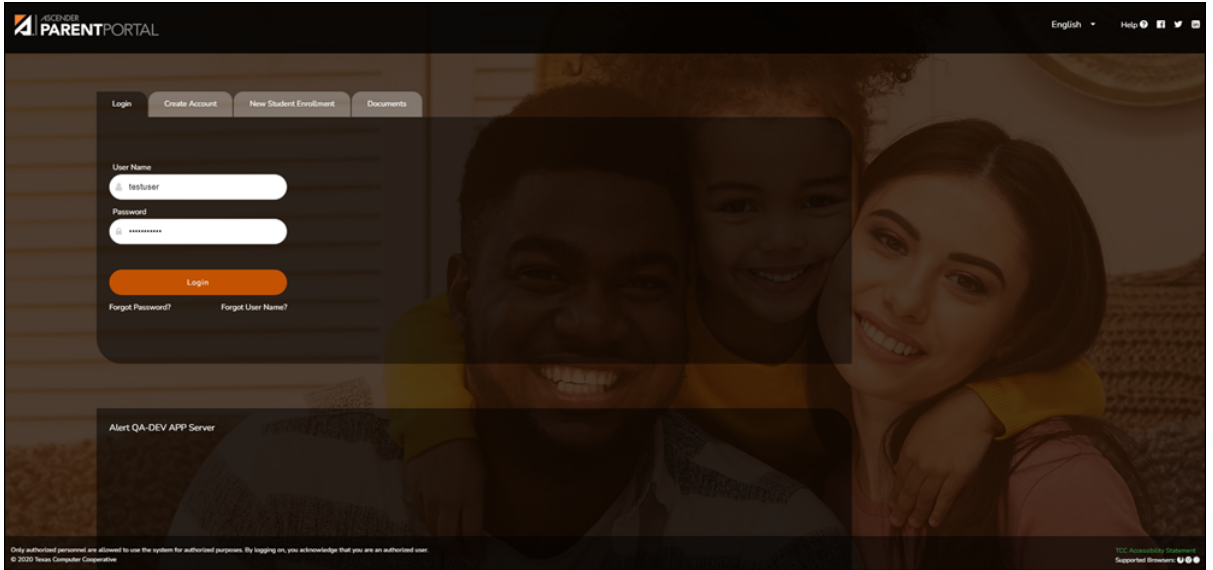 ASCENDER
PARENTPORTAL
English
Help
Login
Create Account
New Student Enrollment
Documents
User Name
testuser
Password
•••••••••••
Login
Forgot Password?
Forgot User Name?
Alert QA-DEV APP Server
Only authorized personnel are allowed to use the system for authorized purposes. By logging on, you acknowledge that you are an authorized user.
© 2020 Texas Computer Cooperative
TCC Accessibility Statement
Supported Browsers: